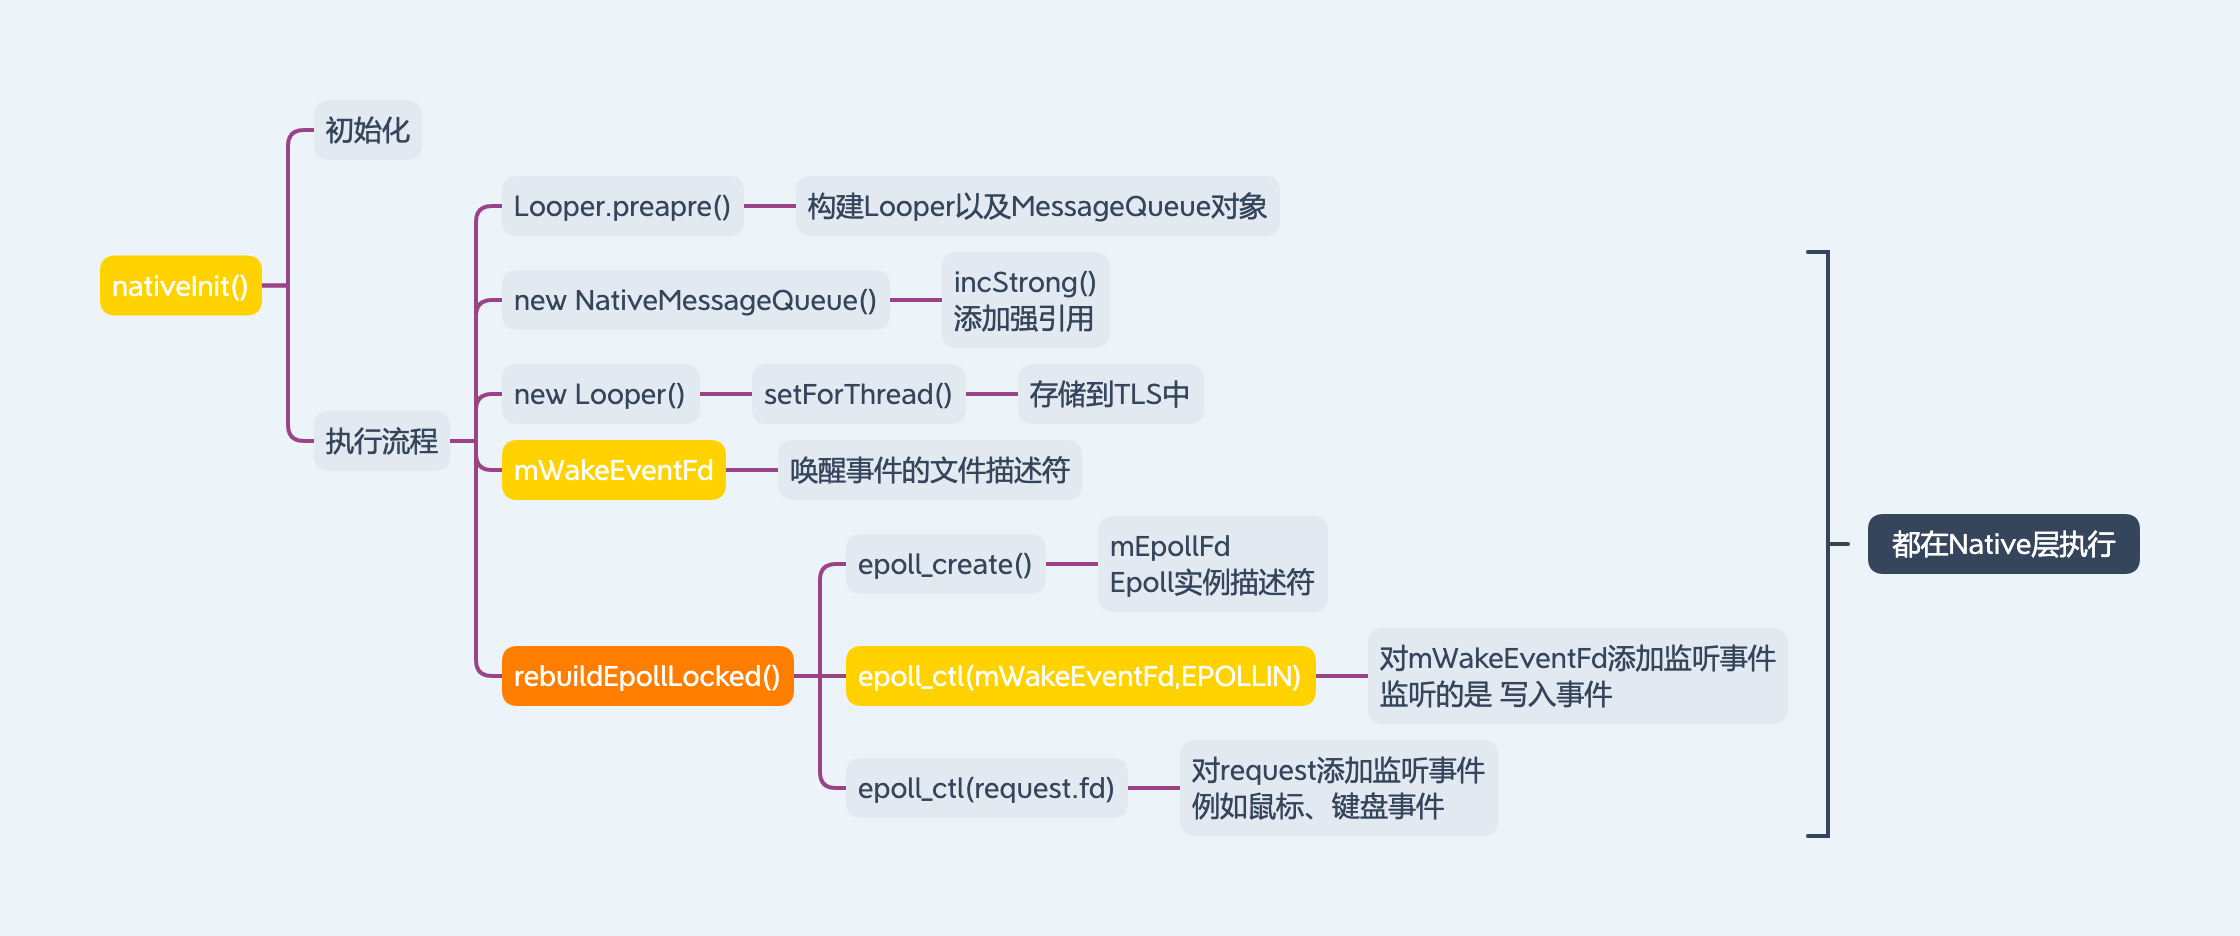 nativeInit()
初始化
执行流程
Looper.preapre()
构建Looper以及MessageQueue对象
new NativeMessageQueue()
incStrong()
添加强引用
new Looper()
setForThread()
存储到TLS中
mWakeEventFd
唤醒事件的文件描述符
rebuildEpollLocked()
epoll_create()
mEpollFd
Epoll实例描述符
epoll_ctl(mWakeEventFd,EPOLLIN)
对mWakeEventFd添加监听事件
监听的是 写入事件
epoll_ctl(request.fd)
对request添加监听事件
例如鼠标、键盘事件
都在Native层执行